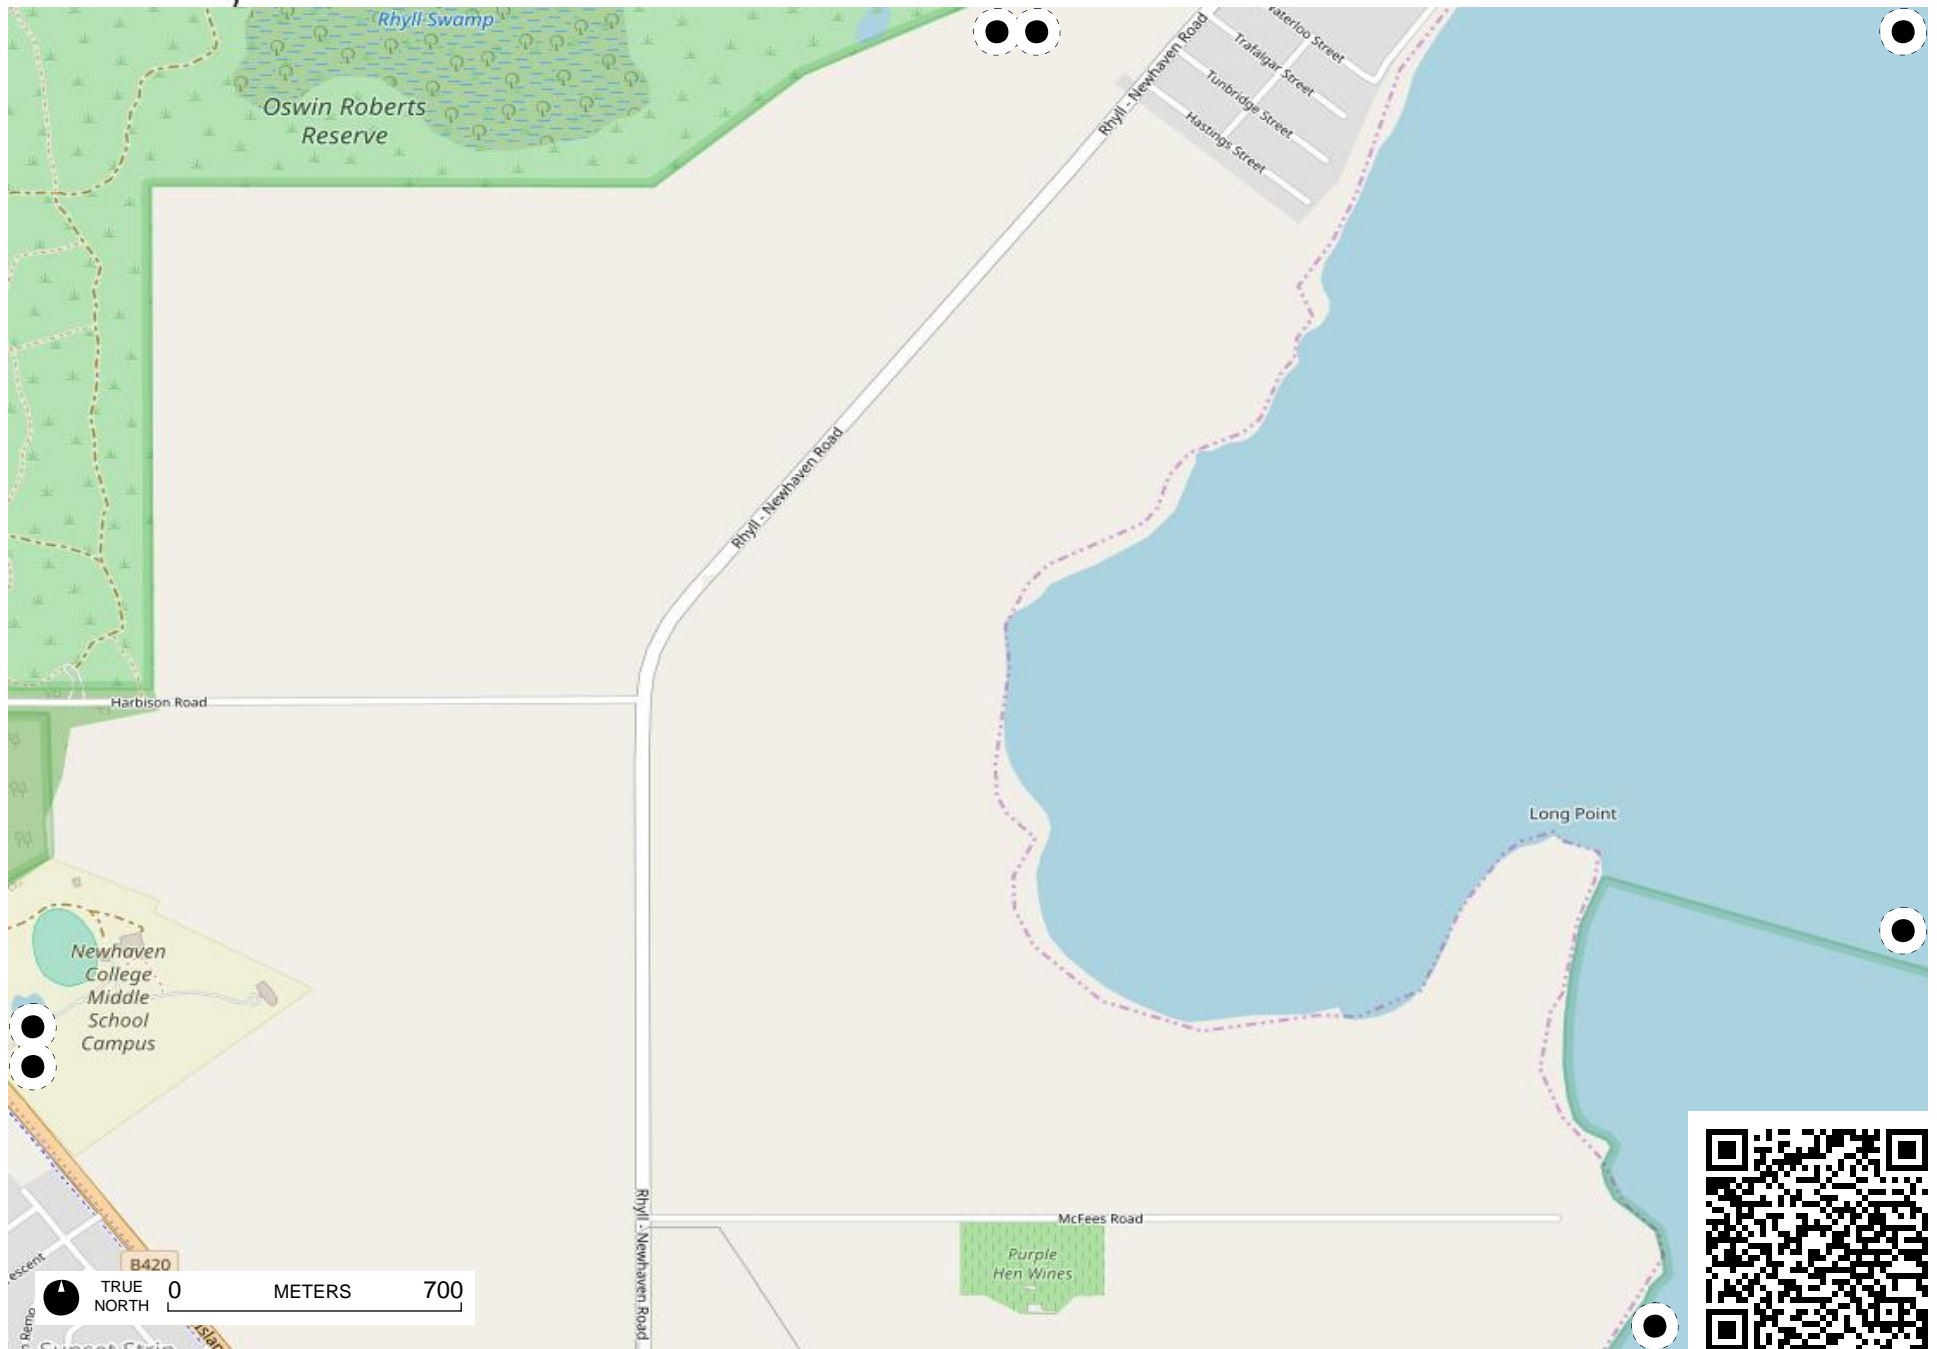 Rhyll Swamp
Oswin Roberts
Reserve
Waterloo Street
Trafalgar Street
Tunbridge Street
Hastings Street
Rhyll - Newhaven Road
Rhyll - Newhaven Road
Harbison Road
Long Point
Newhaven
College
Middle
School
Campus
McFees Road
Rhyll - Newhaven Road
Purple
Hen Wines
B420
TRUE
NORTH
0
METERS
700